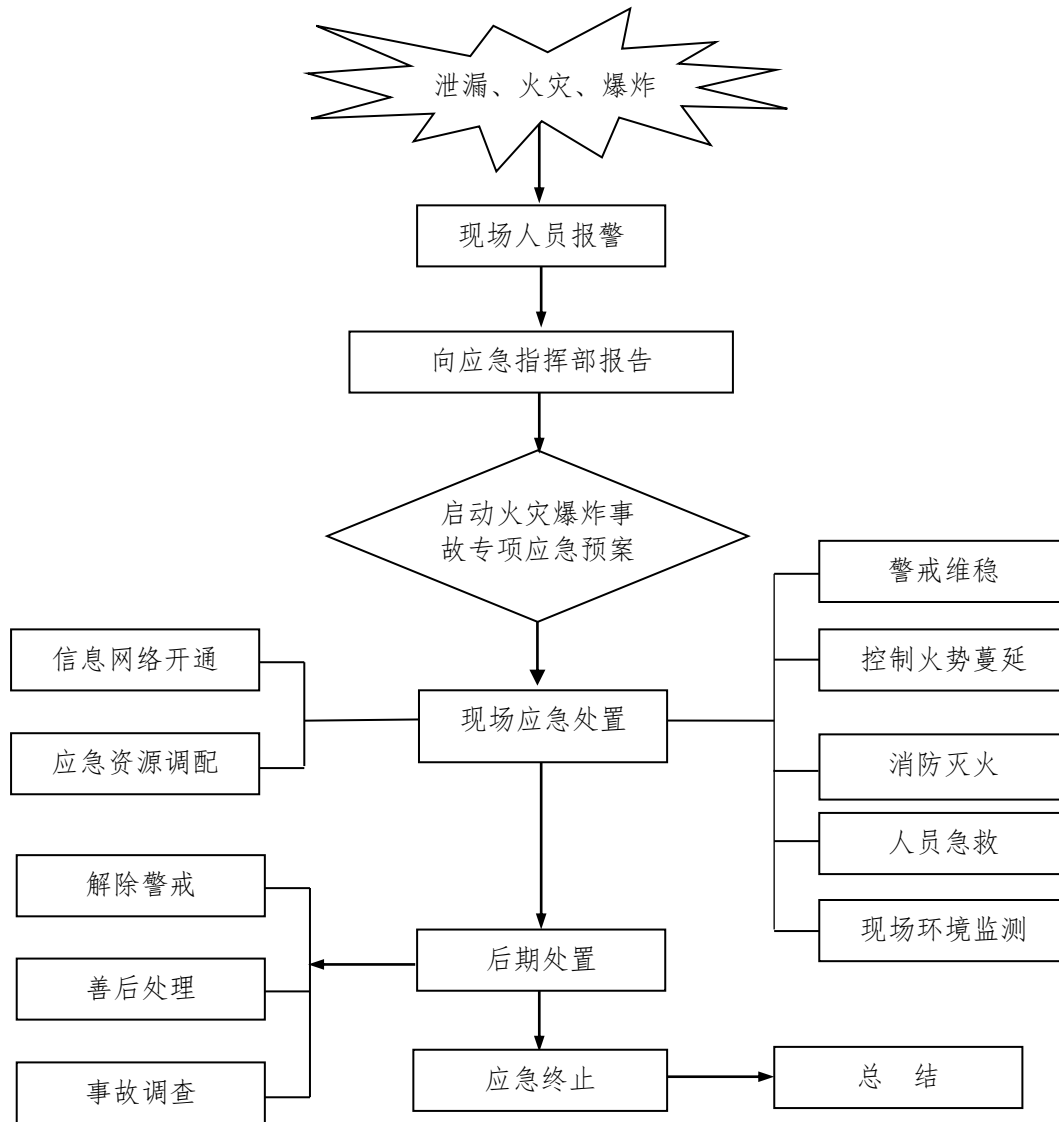 泄漏、火灾、爆炸
现场人员报警
向应急指挥部报告
启动火灾爆炸事
故专项应急预案
警戒维稳
信息网络开通
控制火势蔓延
现场应急处置
应急资源调配
消防灭火
人员急救
解除警戒
现场环境监测
后期处置
善后处理
应急终止
总 结
事故调查